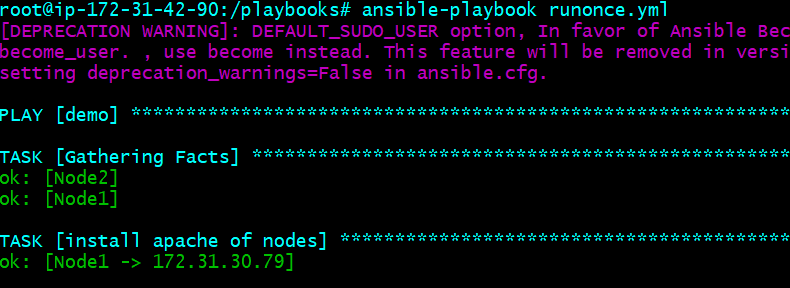 root@ip-172-31-42-90:/playbooks# ansible-playbook runonce.yml
[DEPRECATION WARNING]: DEFAULT_SUDO_USER option, In favor of Ansible Bec
become_user. , use become instead. This feature will be removed in versi
setting deprecation_warnings=False in ansible.cfg.
PLAY [demo] ************************************************************
TASK [Gathering Facts] *************************************************
ok: [Node2]
ok: [Node1]
TASK [install apache of nodes] *****************************************
ok: [Node1 -> 172.31.30.79]